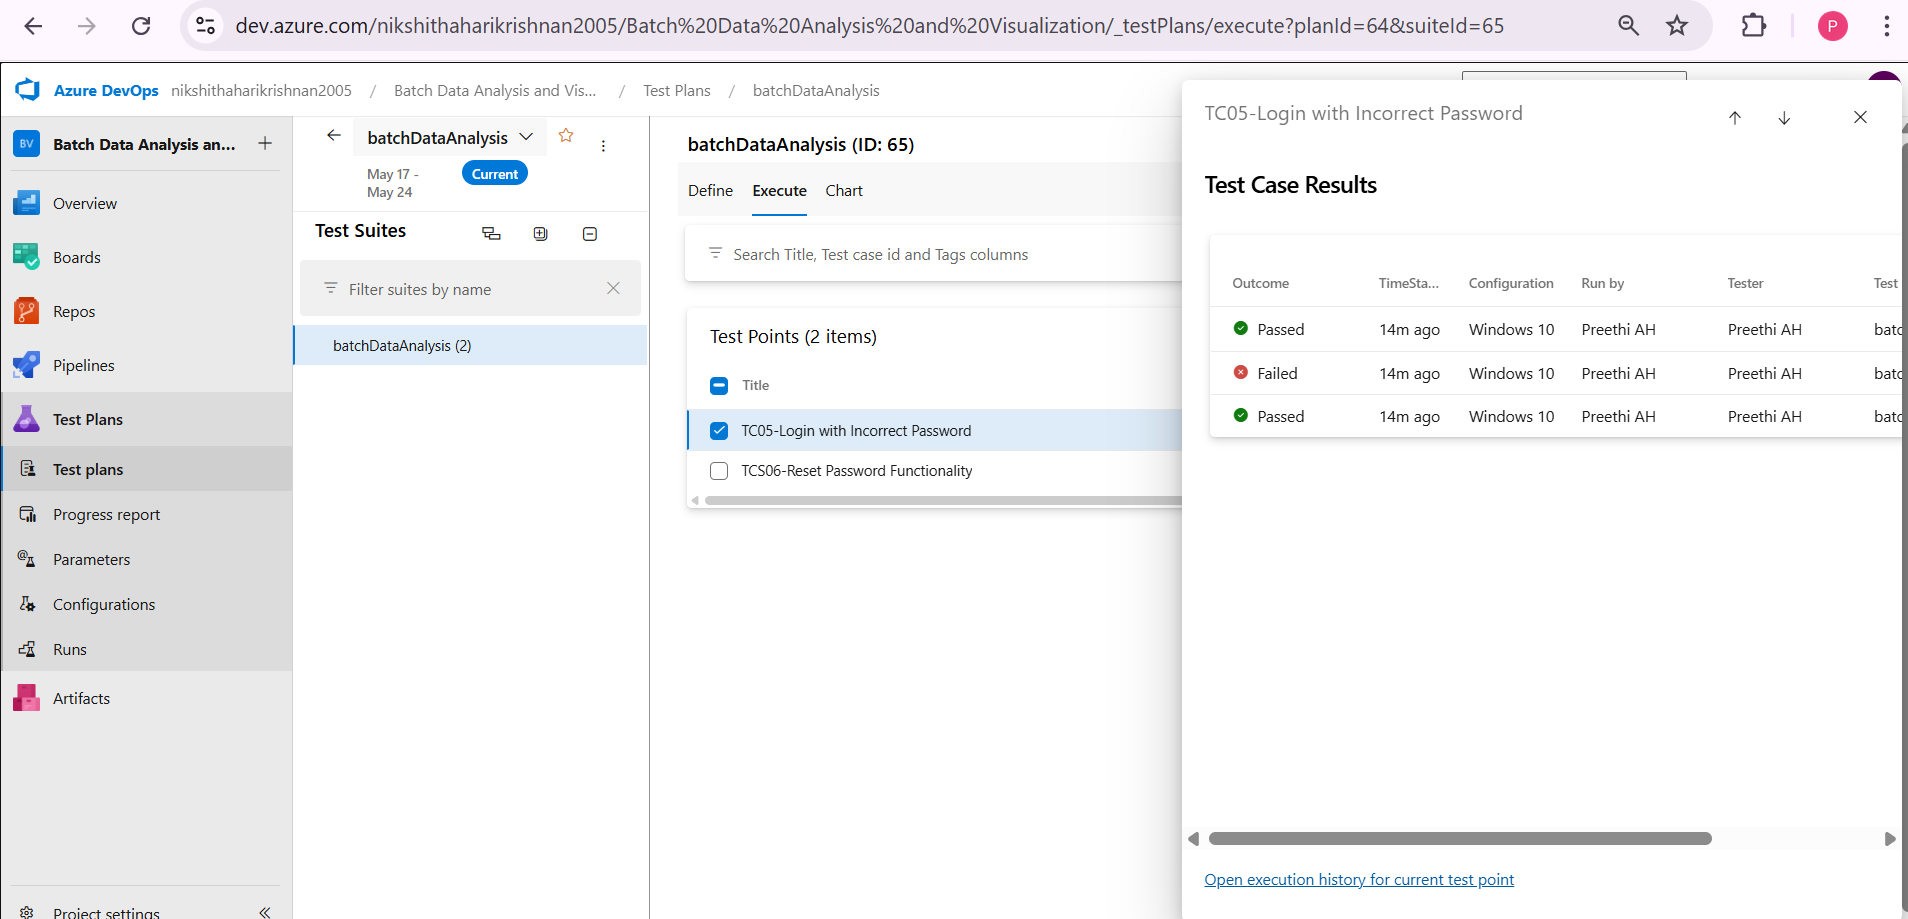 dev.azure.com/nikshithaharikrishnan2005/Batch%20Data%20Analysis%20and%20Visualization/_testPlans/execute?planId=64&suiteId=65
P
Azure DevOps nikshithaharikrishnan2005 / Batch Data Analysis and Vis... / Test Plans / batchDataAnalysis
BV Batch Data Analysis an...
Overview
Boards
Repos
Pipelines
Test Plans
Test plans
Progress report
Parameters
Configurations
Runs
Artifacts
Project settings
batchDataAnalysis
May 17 -
May 24
Current
Test Suites
Filter suites by name
batchDataAnalysis (2)
batchDataAnalysis (ID: 65)
Define Execute Chart
Search Title, Test case id and Tags columns
Test Points (2 items)
Title
TC05-Login with Incorrect Password
TCS06-Reset Password Functionality
TC05-Login with Incorrect Password
Test Case Results
Outcome TimeSta... Configuration Run by Tester Test
Passed 14m ago Windows 10 Preethi AH Preethi AH batc
Failed 14m ago Windows 10 Preethi AH Preethi AH batc
Passed 14m ago Windows 10 Preethi AH Preethi AH batc
Open execution history for current test point